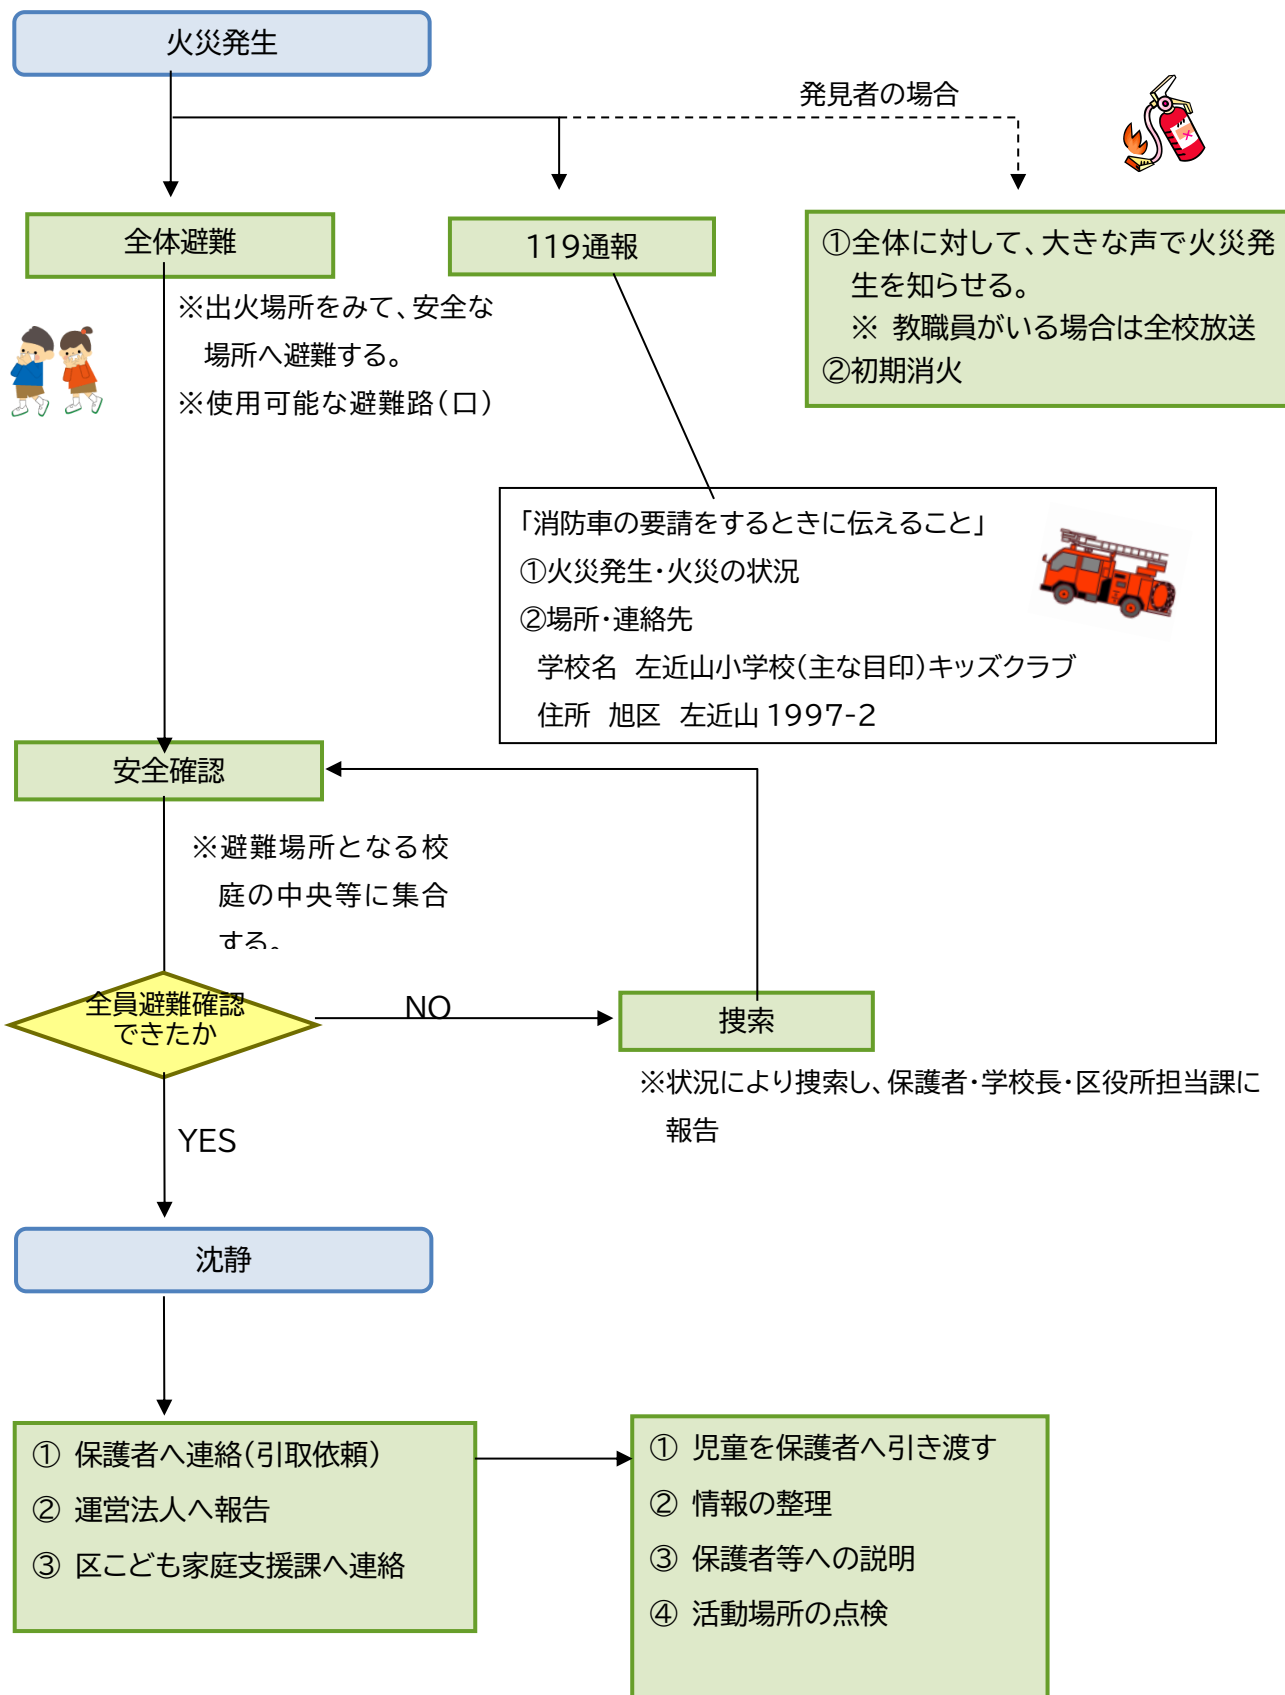 火災発生
発見者の場合
全体避難
119通報
①全体に対して、大きな声で火災発
生を知らせる。
※ 教職員がいる場合は全校放送
②初期消火
※出火場所をみて、安全な
場所へ避難する。
※使用可能な避難路(口)
「消防車の要請をするときに伝えること」
①火災発生・火災の状況
②場所・連絡先
学校名 左近山小学校(主な目印)キッズクラブ
住所 旭区 左近山 1997-2
安全確認
※避難場所となる校
庭の中央等に集合
する。
全員避難確認
できたか
NO
捜索
※状況により捜索し、保護者・学校長・区役所担当課に
報告
YES
沈静
① 保護者へ連絡(引取依頼)
② 運営法人へ報告
③ 区こども家庭支援課へ連絡
① 児童を保護者へ引き渡す
② 情報の整理
③ 保護者等への説明
④ 活動場所の点検